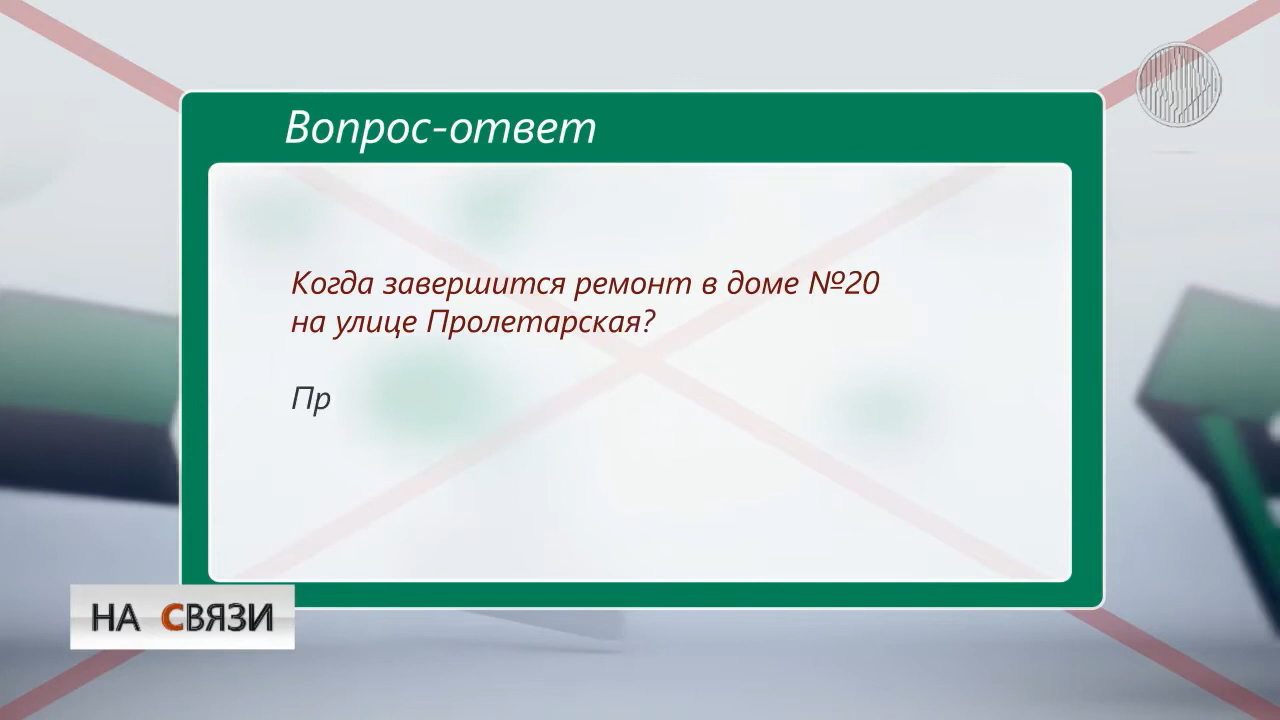 Вопрос-ответ
Когда завершится ремонт в доме №20
на улице Пролетарская?
Пр
НА СВЯЗИ